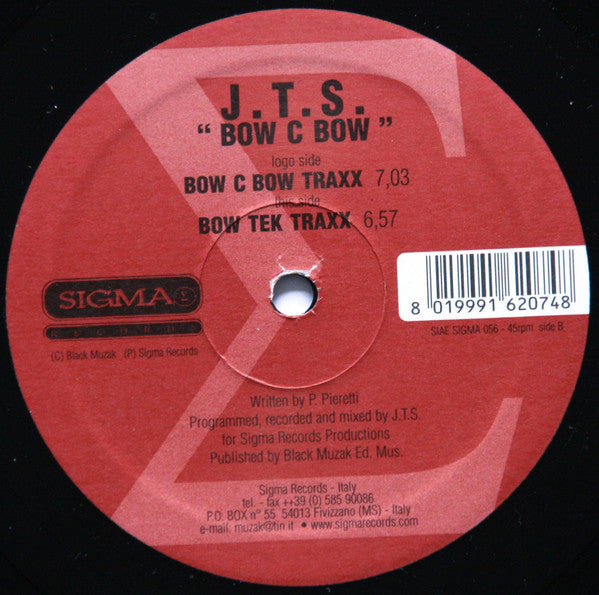 J.T.S.
“ BOW C BOW ”
logo side
BOW C BOW TRAXX 7,03
this side
BOW TEK TRAXX 6,57
SIGMA Σ
RECORDS
(C) Black Muzak (P) Sigma Records
8 019991 620748
SIAE SIGMA 056 - 45rpm side B
Written by P. Pieretti
Programmed, recorded and mixed by J.T.S.
for Sigma Records Productions
Published by Black Muzak Ed. Mus.
Sigma Records - Italy
tel. - fax ++39 (0) 585 90086
P.O. BOX n° 55 54013 Fivizzano (MS) - Italy
e-mail: muzak@tin.it • www.sigmarecords.com